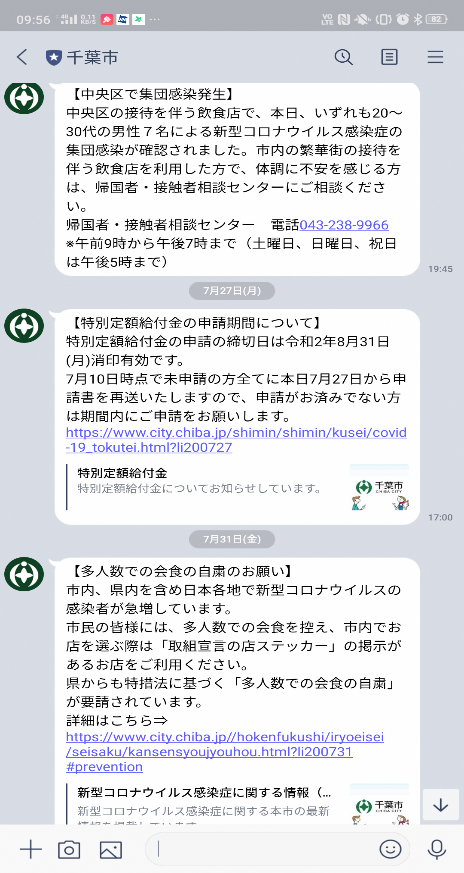 09:56
4G
0.11
K/S
VO
LTE
82
千葉市
【中央区で集団感染発生】
中央区の接待を伴う飲食店で、本日、いずれも20～
30代の男性７名による新型コロナウイルス感染症の
集団感染が確認されました。市内の繁華街の接待を
伴う飲食店を利用した方で、体調に不安を感じる方
は、帰国者・接触者相談センターにご相談くださ
い。
帰国者・接触者相談センター　電話043-238-9966
※午前9時から午後7時まで（土曜日、日曜日、祝日
は午後5時まで）
19:45
7月27日(月)
【特別定額給付金の申請期間について】
特別定額給付金の申請の締切日は令和2年8月31日
(月)消印有効です。
7月10日時点で未申請の方全てに本日7月27日から申
請書を再送いたしますので、申請がお済みでない方
は期間内にご申請をお願いします。
https://www.city.chiba.jp/shimin/shimin/kusei/covid
-19_tokutei.html?li200727
特別定額給付金
特別定額給付金についてお知らせしています。
千葉市
CHIBA CITY
17:00
7月31日(金)
【多人数での会食の自粛のお願い】
市内、県内を含め日本各地で新型コロナウイルスの
感染者が急増しています。
市民の皆様には、多人数での会食を控え、市内でお
店を選ぶ際は「取組宣言の店ステッカー」の掲示が
あるお店をご利用ください。
県からも特措法に基づく「多人数での会食の自粛」
が要請されています。
詳細はこちら⇒
https://www.city.chiba.jp//hokenfukushi/iryoeisei
/seisaku/kansensyoujyouhou.html?li200731
#prevention
新型コロナウイルス感染症に関する情報（…
新型コロナウイルス感染症に関する本市の最新
情報を掲載しています。
千葉市
CHIBA CITY